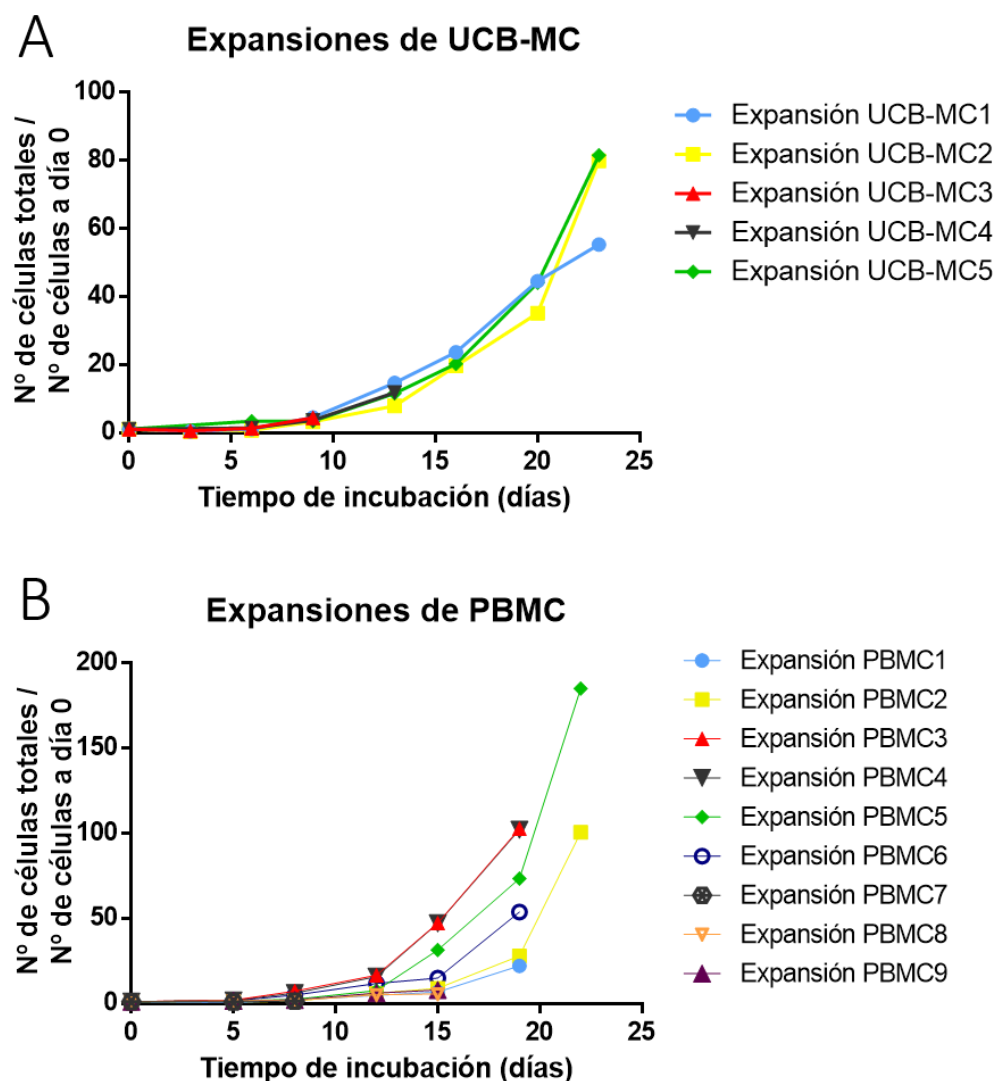 A
Expansiones de UCB-MC
Nº de células totales /
Nº de células a día 0
100
80
60
40
20
0
0 5 10 15 20 25
Tiempo de incubación (días)
Expansión UCB-MC1
Expansión UCB-MC2
Expansión UCB-MC3
Expansión UCB-MC4
Expansión UCB-MC5
B
Expansiones de PBMC
Nº de células totales /
Nº de células a día 0
200
150
100
50
0
0 5 10 15 20 25
Tiempo de incubación (días)
Expansión PBMC1
Expansión PBMC2
Expansión PBMC3
Expansión PBMC4
Expansión PBMC5
Expansión PBMC6
Expansión PBMC7
Expansión PBMC8
Expansión PBMC9